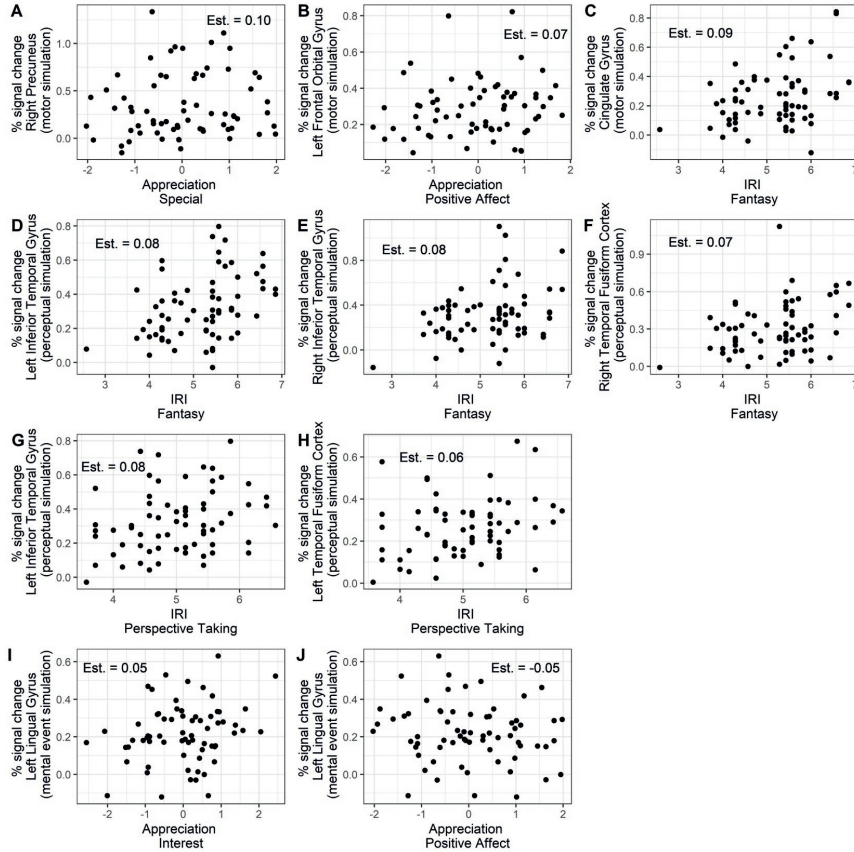 A
Est. = 0.10
% signal change
Right Precuneus
(motor simulation)
1.0
0.5
0.0
-2 -1 0 1 2
Appreciation
Special
B
Est. = 0.07
% signal change
Left Frontal Orbital Gyrus
(motor simulation)
0.8
0.6
0.4
0.2
-2 -1 0 1 2
Appreciation
Positive Affect
C
Est. = 0.09
% signal change
Cingulate Gyrus
(motor simulation)
0.8
0.6
0.4
0.2
0.0
3 4 5 6 7
IRI
Fantasy
D
Est. = 0.08
% signal change
Left Inferior Temporal Gyrus
(perceptual simulation)
0.8
0.6
0.4
0.2
0.0
3 4 5 6 7
IRI
Fantasy
E
Est. = 0.08
% signal change
Right Inferior Temporal Gyrus
(perceptual simulation)
0.8
0.4
0.0
3 4 5 6 7
IRI
Fantasy
F
Est. = 0.07
% signal change
Right Temporal Fusiform Cortex
(perceptual simulation)
0.9
0.6
0.3
0.0
3 4 5 6 7
IRI
Fantasy
G
Est. = 0.08
% signal change
Left Inferior Temporal Gyrus
(perceptual simulation)
0.8
0.6
0.4
0.2
0.0
4 5 6
IRI
Perspective Taking
H
Est. = 0.06
% signal change
Left Temporal Fusiform Cortex
(perceptual simulation)
0.6
0.4
0.2
0.0
4 5 6
IRI
Perspective Taking
I
Est. = 0.05
% signal change
Left Lingual Gyrus
(mental event simulation)
0.6
0.4
0.2
0.0
-2 -1 0 1 2
Appreciation
Interest
J
Est. = -0.05
% signal change
Left Lingual Gyrus
(mental event simulation)
0.6
0.4
0.2
0.0
-2 -1 0 1 2
Appreciation
Positive Affect